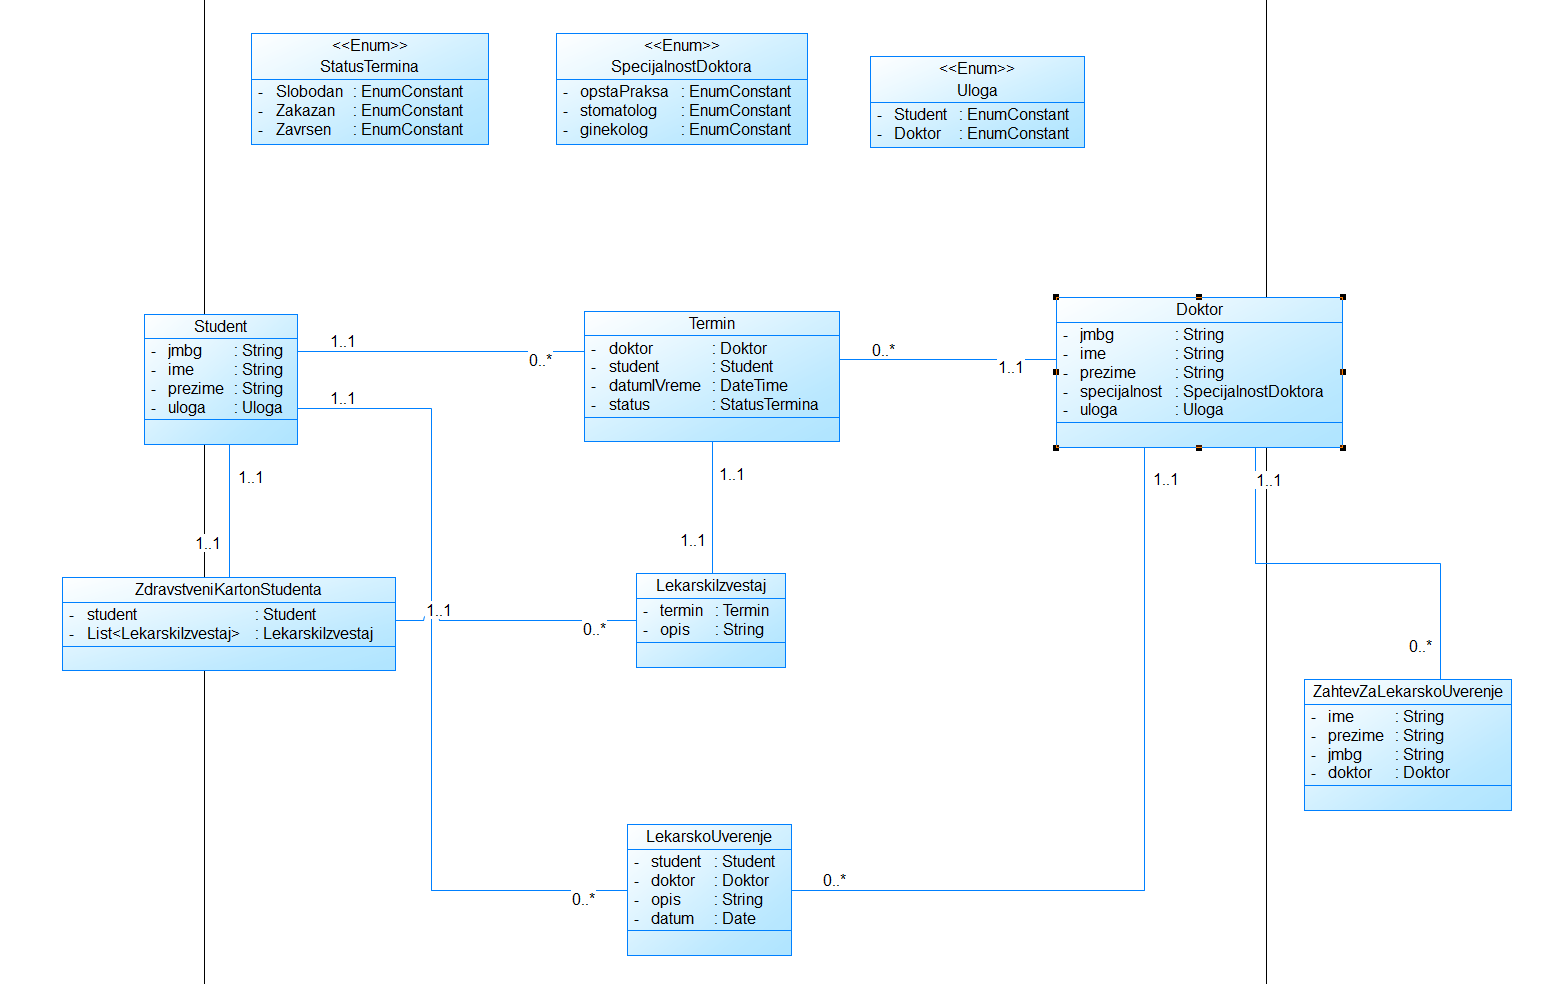 <<Enum>>
StatusTermina
- Slobodan : EnumConstant
- Zakazan : EnumConstant
- Zavrsen : EnumConstant
<<Enum>>
SpecijalnostDoktora
- opstaPraksa : EnumConstant
- stomatolog : EnumConstant
- ginekolog : EnumConstant
<<Enum>>
Uloga
- Student : EnumConstant
- Doktor : EnumConstant
Student
- jmbg : String
- ime : String
- prezime : String
- uloga : Uloga
1..1
0..*
1..1
Termin
- doktor : Doktor
- student : Student
- datumIVreme : DateTime
- status : StatusTermina
0..*
1..1
Doktor
- jmbg : String
- ime : String
- prezime : String
- specijalnost : SpecijalnostDoktora
- uloga : Uloga
1..1
1..1
1..1
1..1
1..1
1..1
ZdravstveniKartonStudenta
- student : Student
- List<LekarskiIzvestaj> : LekarskiIzvestaj
1..1
0..*
LekarskiIzvestaj
- termin : Termin
- opis : String
0..*
ZahtevZaLekarskoUverenje
- ime : String
- prezime : String
- jmbg : String
- doktor : Doktor
LekarskoUverenje
- student : Student
- doktor : Doktor
- opis : String
- datum : Date
0..*
0..*